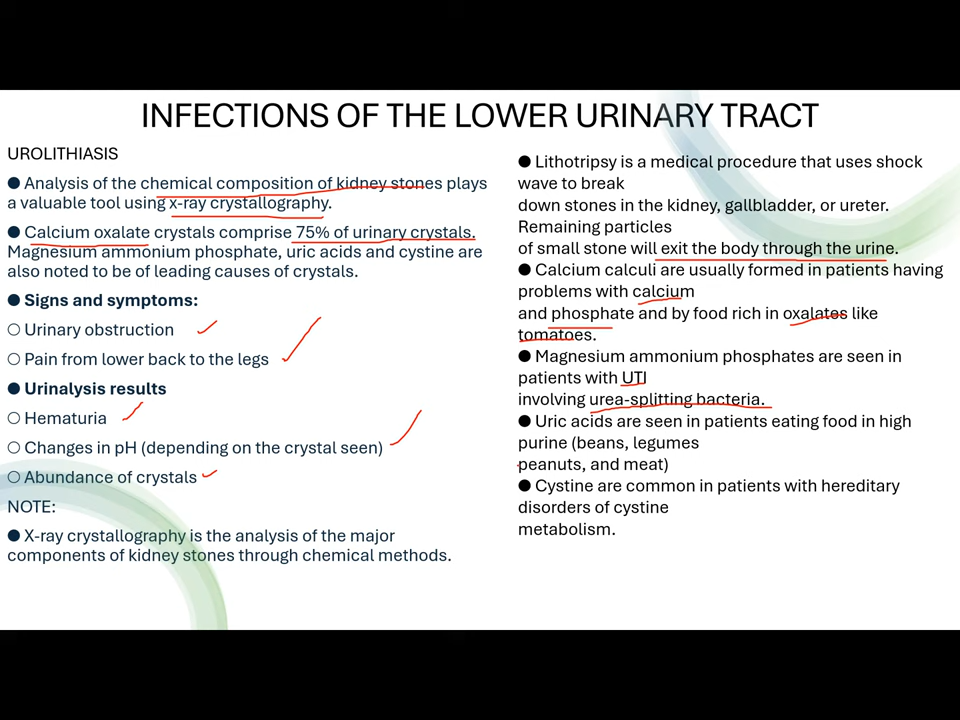 INFECTIONS OF THE LOWER URINARY TRACT
UROLITHIASIS
● Analysis of the chemical composition of kidney stones plays
a valuable tool using x-ray crystallography.
● Calcium oxalate crystals comprise 75% of urinary crystals.
Magnesium ammonium phosphate, uric acids and cystine are
also noted to be of leading causes of crystals.
● Signs and symptoms:
○ Urinary obstruction
○ Pain from lower back to the legs
● Urinalysis results
○ Hematuria
○ Changes in pH (depending on the crystal seen)
○ Abundance of crystals
NOTE:
● X-ray crystallography is the analysis of the major
components of kidney stones through chemical methods.
● Lithotripsy is a medical procedure that uses shock
wave to break
down stones in the kidney, gallbladder, or ureter.
Remaining particles
of small stone will exit the body through the urine.
● Calcium calculi are usually formed in patients having
problems with calcium
and phosphate and by food rich in oxalates like
tomatoes.
● Magnesium ammonium phosphates are seen in
patients with UTI
involving urea-splitting bacteria.
● Uric acids are seen in patients eating food in high
purine (beans, legumes
peanuts, and meat)
● Cystine are common in patients with hereditary
disorders of cystine
metabolism.